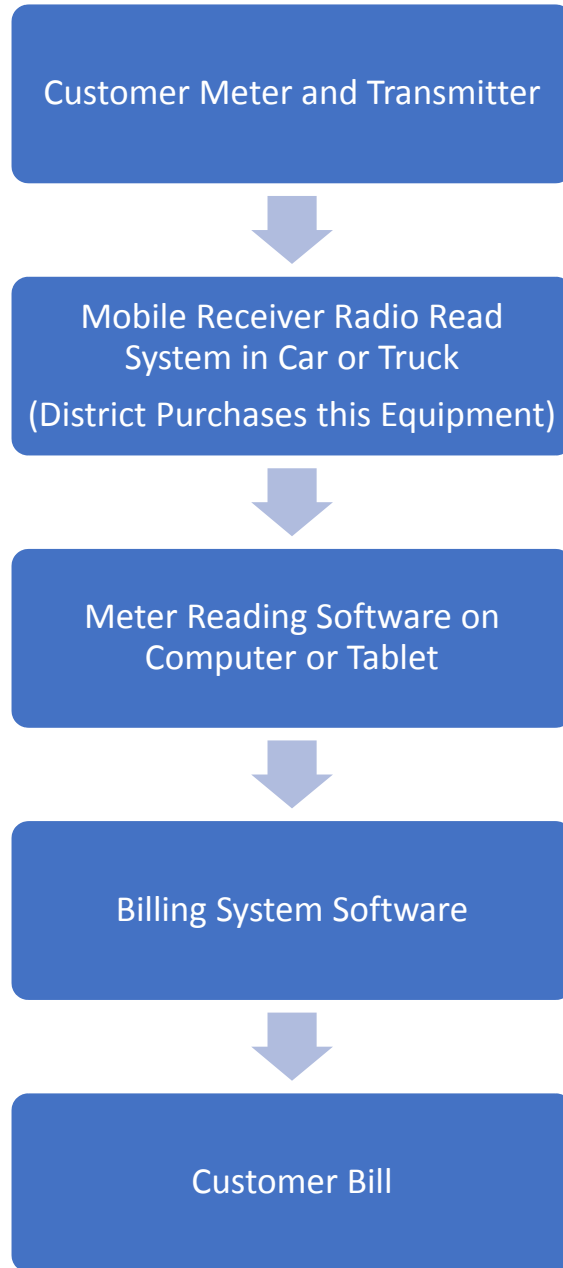 Customer Meter and Transmitter
Mobile Receiver Radio Read
System in Car or Truck
(District Purchases this Equipment)
Meter Reading Software on
Computer or Tablet
Billing System Software
Customer Bill